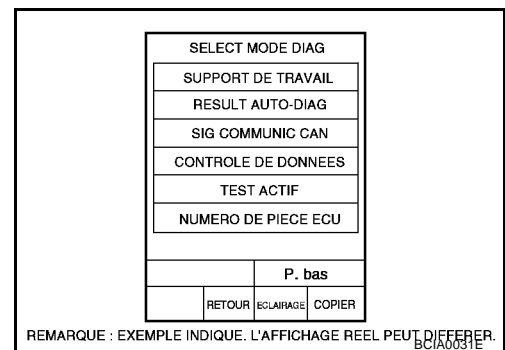 SELECT MODE DIAG
SUPPORT DE TRAVAIL
RESULT AUTO-DIAG
SIG COMMUNIC CAN
CONTROLE DE DONNEES
TEST ACTIF
NUMERO DE PIECE ECU
P. bas
RETOUR ECLAIRAGE COPIER
REMARQUE : EXEMPLE INDIQUE. L'AFFICHAGE REEL PEUT DIFFERER.
BCIA0031E